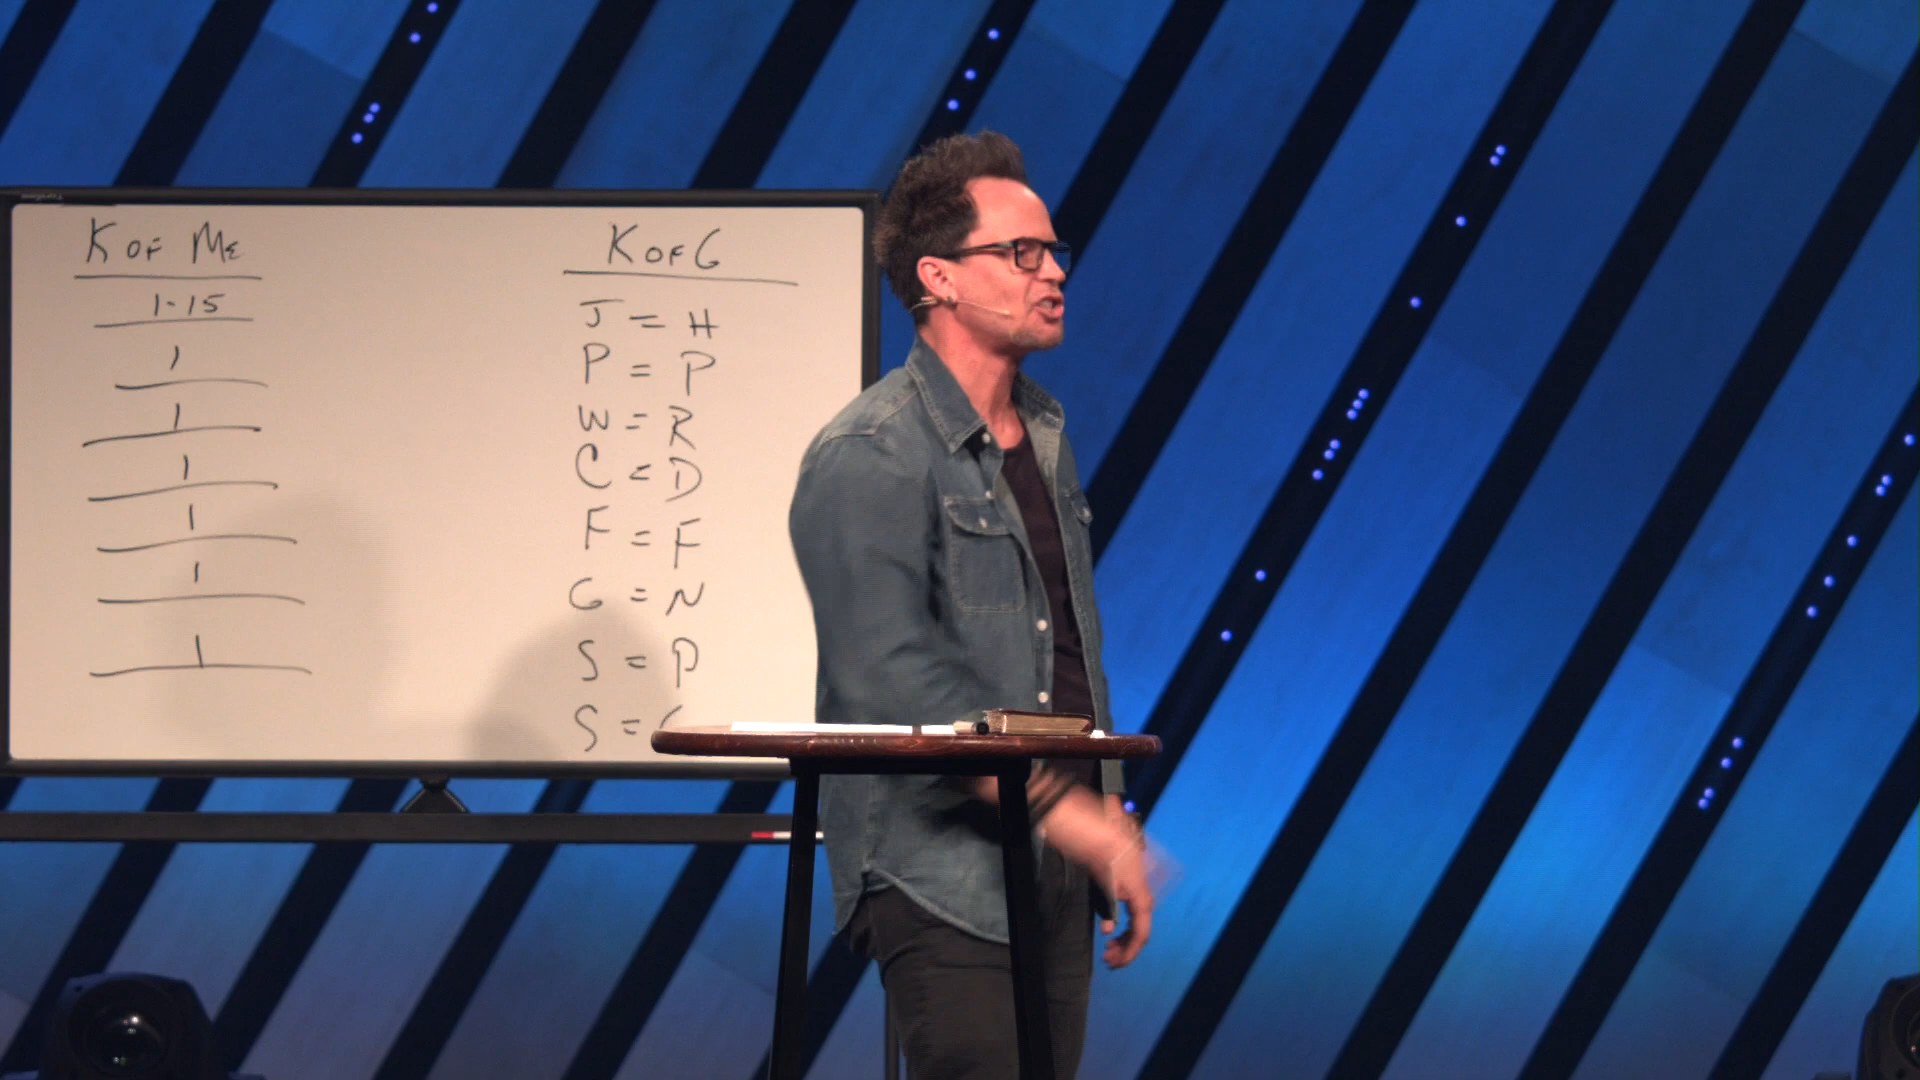 K OF ME
1-15
1
1
1
1
1
1
K OF G
J = H
P = P
W = R
C = D
F = F
G = N
S = P
S =